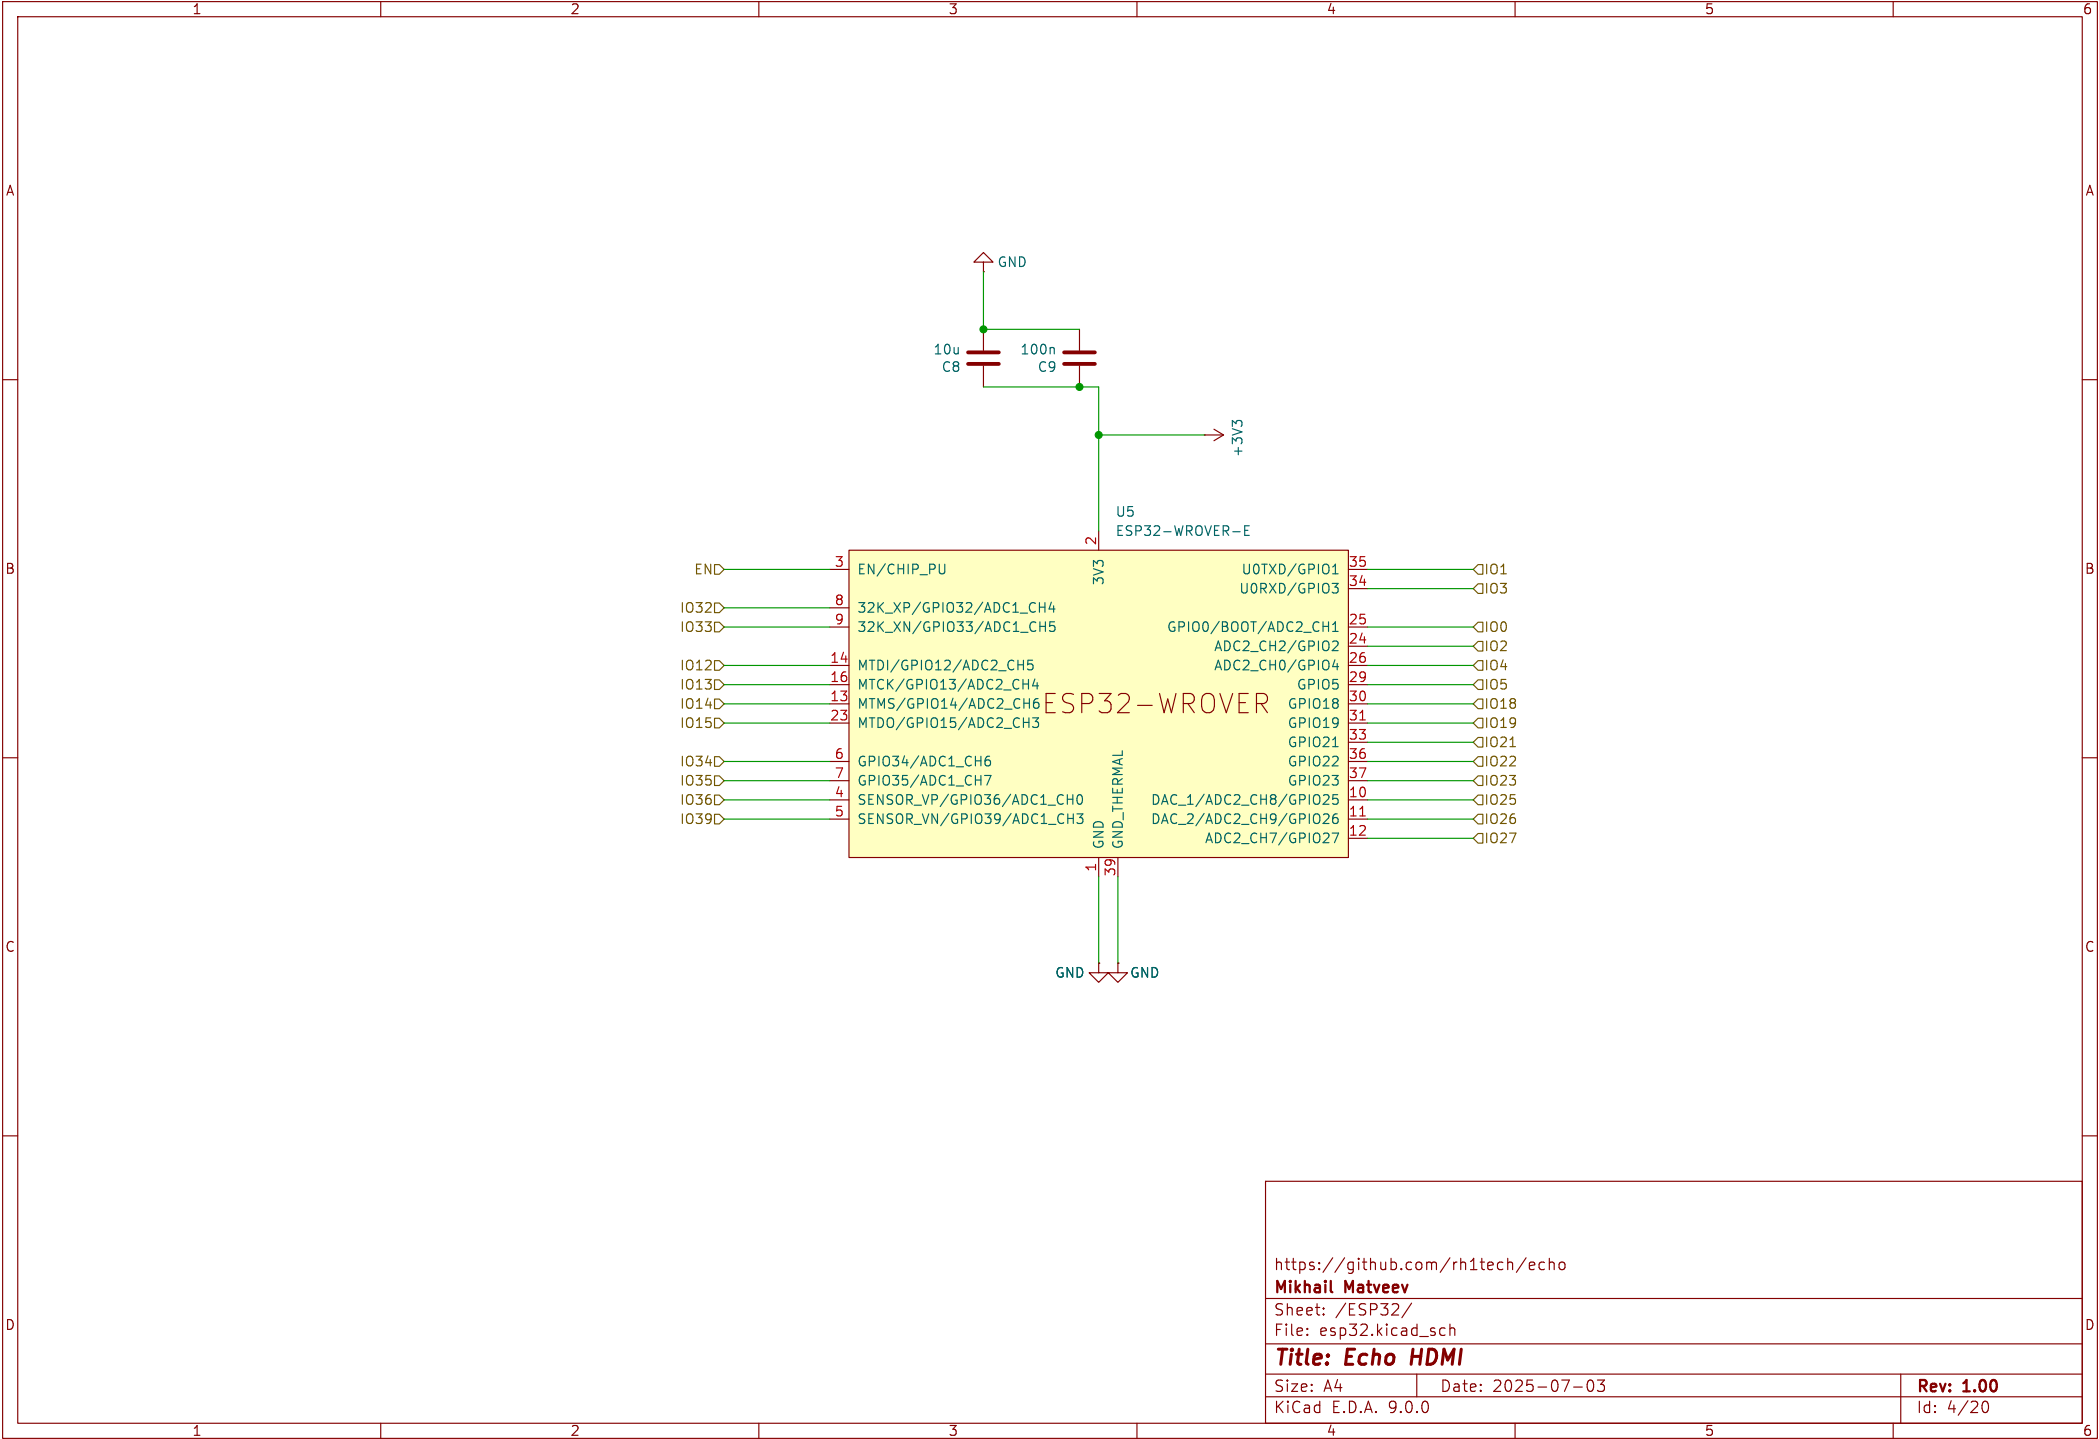 1 2 3 4 5 6
A A
GND
10u 100n
C8 C9
B B
+3V3
U5
ESP32-WROVER-E
2
3V3
EN 3 EN/CHIP_PU U0TXD/GPIO1 35 IO1
U0RXD/GPIO3 34 IO3
IO32 8 32K_XP/GPIO32/ADC1_CH4
IO33 9 32K_XN/GPIO33/ADC1_CH5 GPIO0/BOOT/ADC2_CH1 25 IO0
ADC2_CH2/GPIO2 24 IO2
IO12 14 MTDI/GPIO12/ADC2_CH5 ADC2_CH0/GPIO4 26 IO4
IO13 16 MTCK/GPIO13/ADC2_CH4 GPIO5 29 IO5
IO14 13 MTMS/GPIO14/ADC2_CH6 ESP32-WROVER GPIO18 30 IO18
IO15 23 MTDO/GPIO15/ADC2_CH3 GPIO19 31 IO19
GPIO21 33 IO21
IO34 6 GPIO34/ADC1_CH6 GPIO22 36 IO22
IO35 7 GPIO35/ADC1_CH7 GPIO23 37 IO23
IO36 4 SENSOR_VP/GPIO36/ADC1_CH0 DAC_1/ADC2_CH8/GPIO25 10 IO25
IO39 5 SENSOR_VN/GPIO39/ADC1_CH3 DAC_2/ADC2_CH9/GPIO26 11 IO26
ADC2_CH7/GPIO27 12 IO27
GND GND_THERMAL
1 39
C C
GND GND
https://github.com/rh1tech/echo
Mikhail Matveev
Sheet: /ESP32/
D D
File: esp32.kicad_sch
Title: Echo HDMI
Size: A4 Date: 2025-07-03 Rev: 1.00
KiCad E.D.A. 9.0.0 Id: 4/20
1 2 3 4 5 6